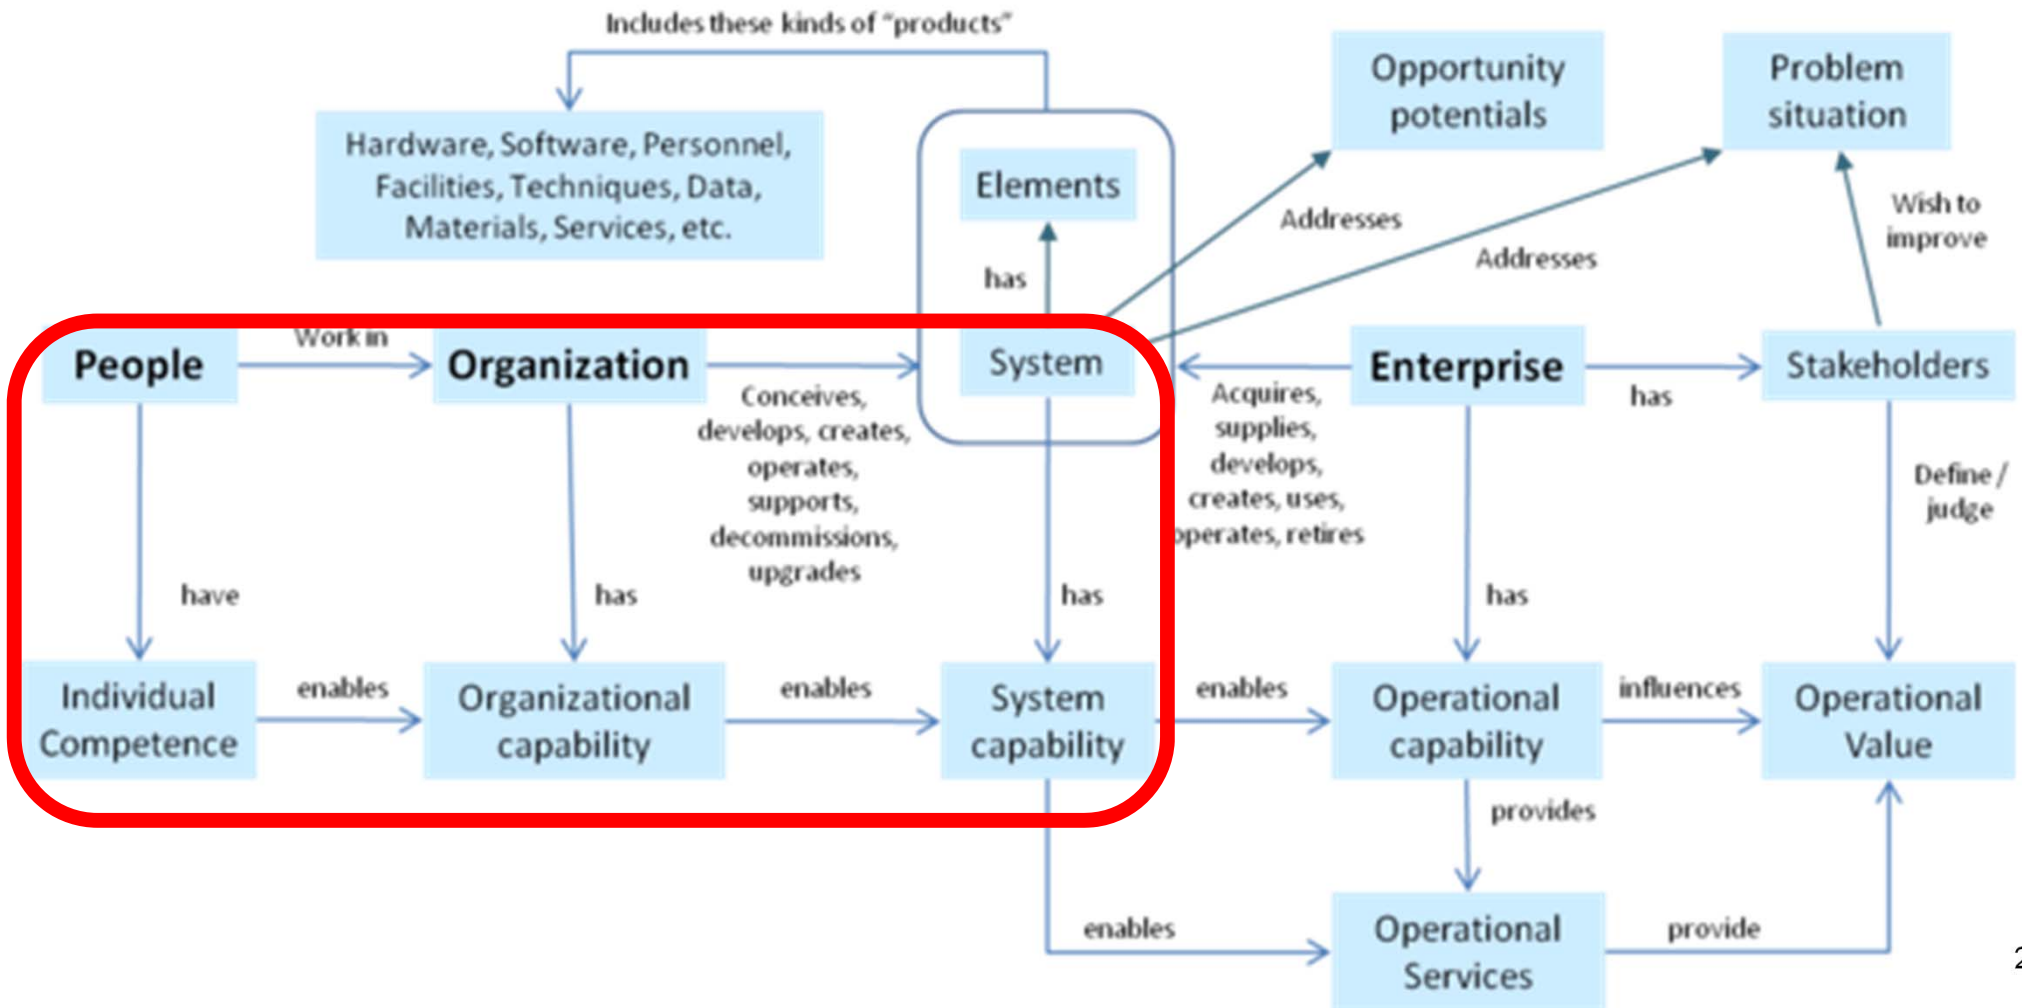 Includes these kinds of “products”
Opportunity
potentials
Problem
situation
Hardware, Software, Personnel,
Facilities, Techniques, Data,
Materials, Services, etc.
Elements
has
Addresses
Addresses
Wish to
improve
People
Work in
Organization
System
Enterprise
has
Stakeholders
Conceives,
develops, creates,
operates,
supports,
decommissions,
upgrades
Acquires,
supplies,
develops,
creates, uses,
operates, retires
Define /
judge
have
has
has
has
Individual
Competence
enables
Organizational
capability
enables
System
capability
enables
Operational
capability
influences
Operational
Value
provides
enables
Operational
Services
provide
2